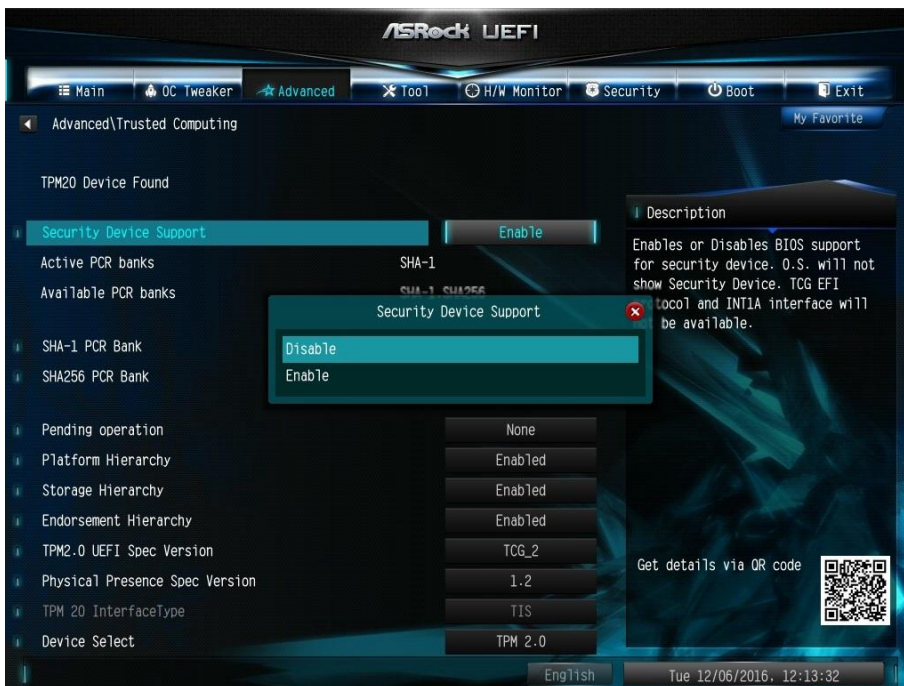 ASRock UEFI
Main OC Tweaker Advanced Tool H/W Monitor Security Boot Exit
Advanced\Trusted Computing
My Favorite
TPM20 Device Found
Security Device Support Enable
Active PCR banks SHA-1
Available PCR banks SHA-1,SHA256
SHA-1 PCR Bank
SHA256 PCR Bank
Security Device Support
Disable
Enable
Pending operation None
Platform Hierarchy Enabled
Storage Hierarchy Enabled
Endorsement Hierarchy Enabled
TPM2.0 UEFI Spec Version TCG_2
Physical Presence Spec Version 1.2
TPM 20 InterfaceType TIS
Device Select TPM 2.0
Description
Enables or Disables BIOS support
for security device. O.S. will not
show Security Device. TCG EFI
and INT1A interface will
be available.
Get details via QR code
English
Tue 12/06/2016, 12:13:32